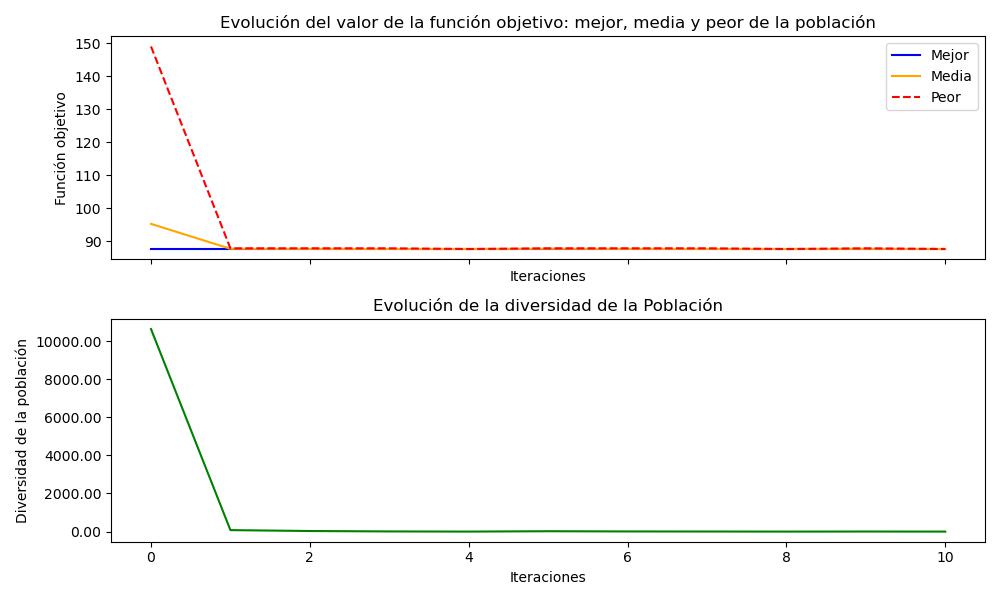 Evolución del valor de la función objetivo: mejor, media y peor de la población
150
140
130
120
110
100
90
Función objetivo
Mejor
Media
Peor
Iteraciones
Evolución de la diversidad de la Población
10000.00
8000.00
6000.00
4000.00
2000.00
0.00
Diversidad de la población
0 2 4 6 8 10
Iteraciones